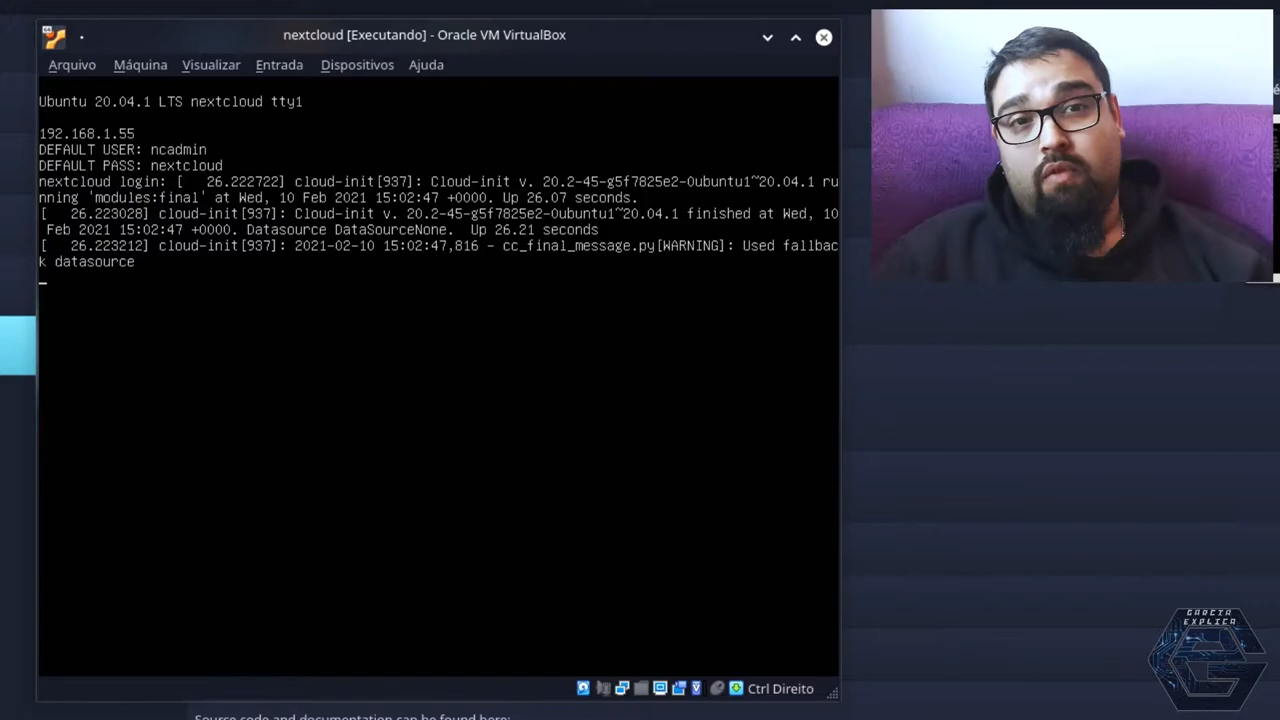 nextcloud [Executando] - Oracle VM VirtualBox
Arquivo Máquina Visualizar Entrada Dispositivos Ajuda
Ubuntu 20.04.1 LTS nextcloud tty1
192.168.1.55
DEFAULT USER: ncadmin
DEFAULT PASS: nextcloud
nextcloud login: [   26.222722] cloud-init[937]: Cloud-init v. 20.2-45-g5f7825e2-0ubuntu1~20.04.1 ru
nning 'modules:final' at Wed, 10 Feb 2021 15:02:47 +0000. Up 26.07 seconds.
[   26.223028] cloud-init[937]: Cloud-init v. 20.2-45-g5f7825e2-0ubuntu1~20.04.1 finished at Wed, 10
Feb 2021 15:02:47 +0000. Datasource DataSourceNone.  Up 26.21 seconds
[   26.223212] cloud-init[937]: 2021-02-10 15:02:47,816 - cc_final_message.py[WARNING]: Used fallbac
k datasource
Ctrl Direito
GARCIA
EXPLICA
Source code and documentation can be found here: